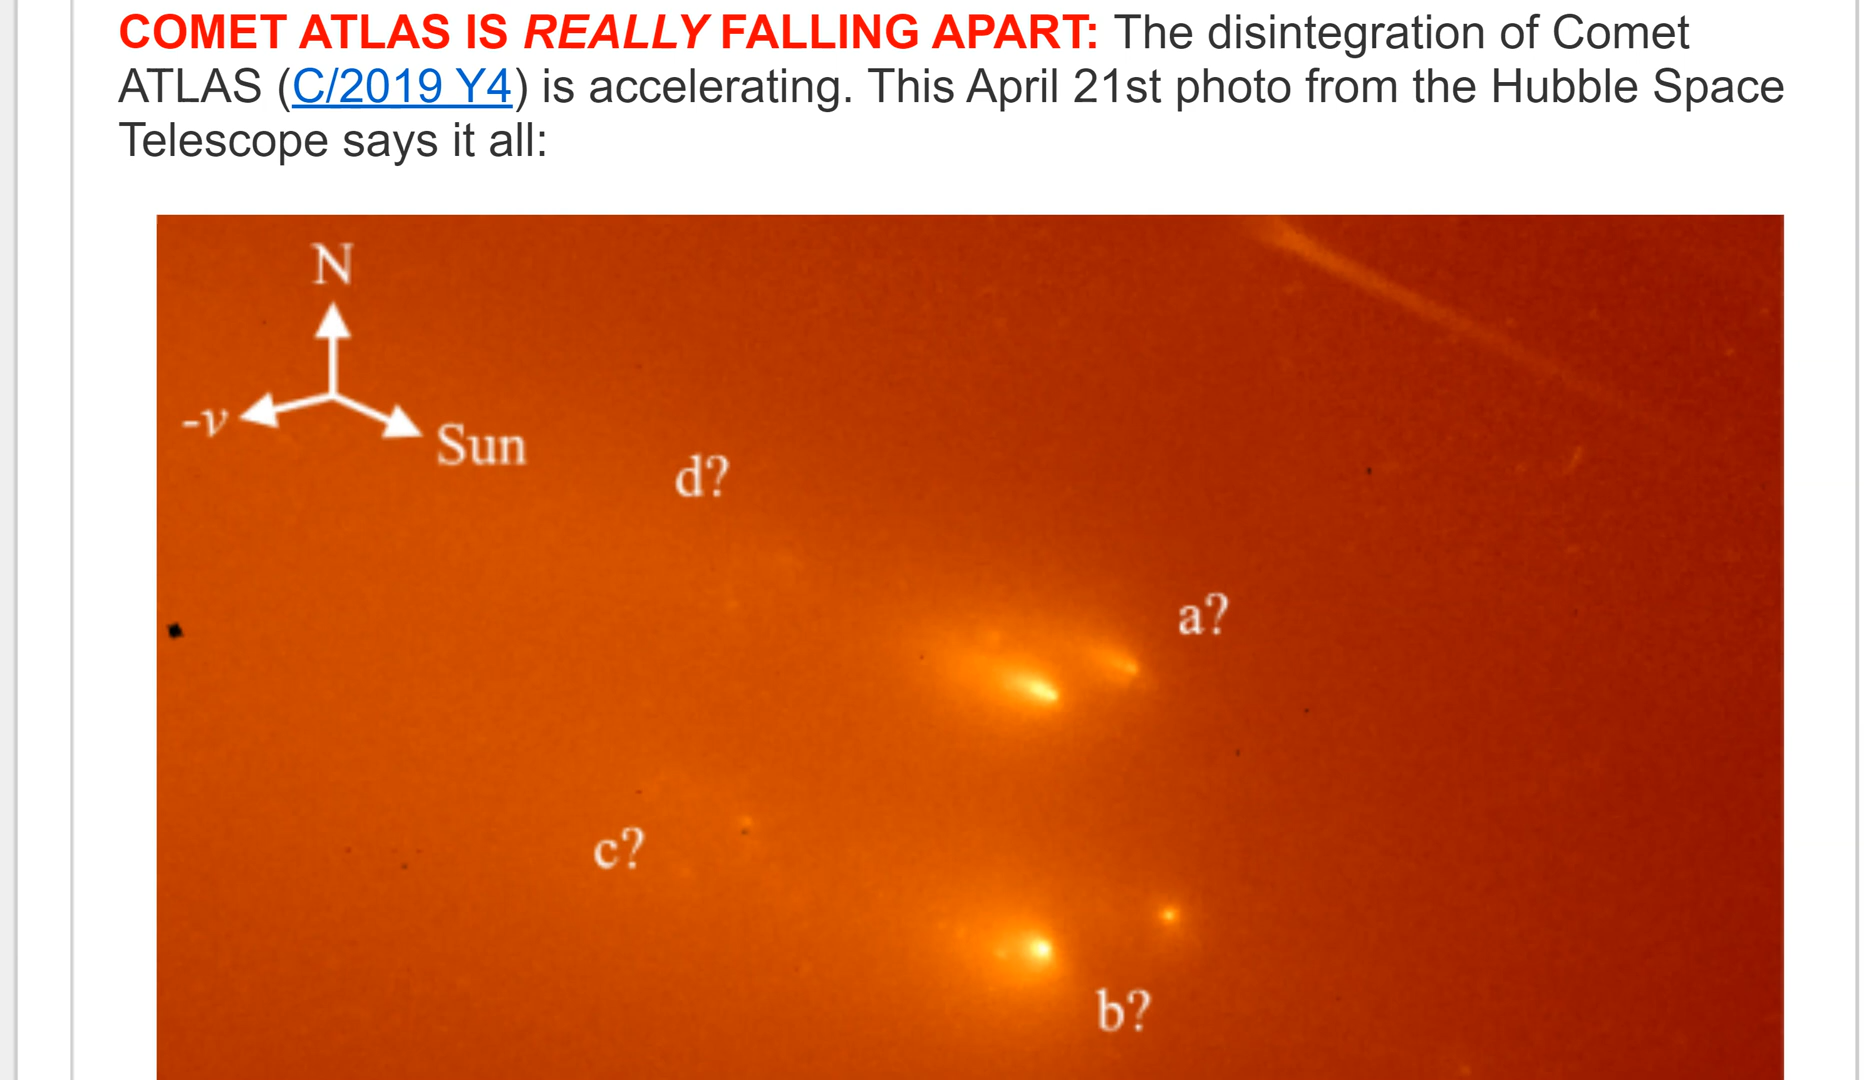 COMET ATLAS IS REALLY FALLING APART: The disintegration of Comet
ATLAS (C/2019 Y4) is accelerating. This April 21st photo from the Hubble Space
Telescope says it all:
N
-v
Sun
d?
a?
c?
b?